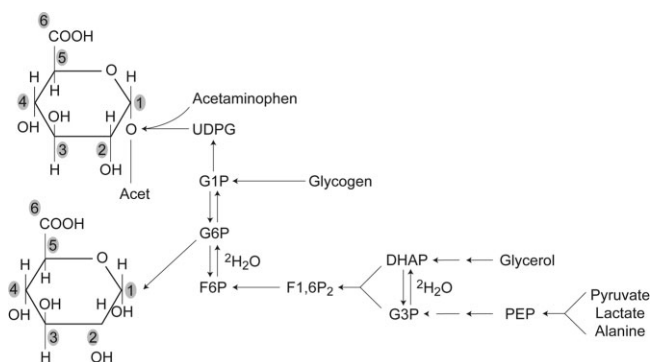 6
COOH
5
H
O
H
H
4
OH
1
OH
H
H
O
3
2
H
OH
Acet
Acetaminophen
UDPG
G1P
Glycogen
G6P
²H₂O
F6P
F1,6P₂
DHAP
Glycerol
²H₂O
G3P
PEP
Pyruvate
Lactate
Alanine
6
COOH
5
H
O
H
H
4
OH
1
OH
H
OH
3
2
H
OH